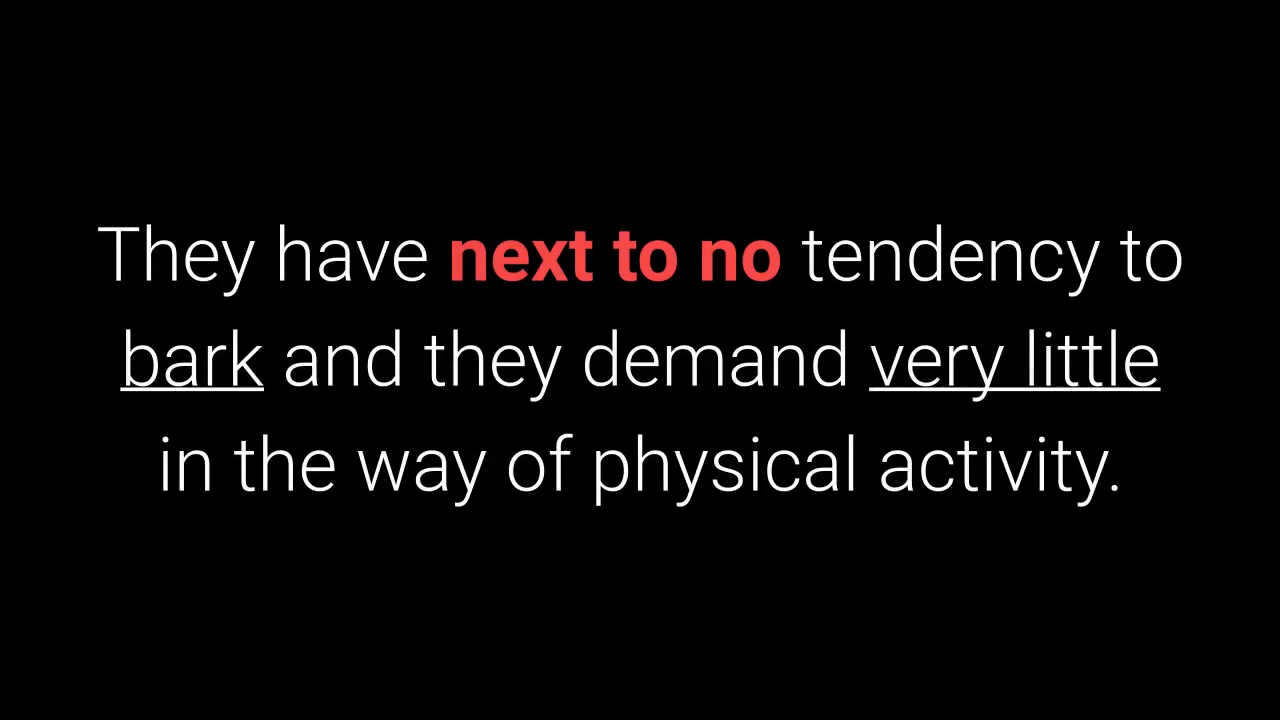 They have next to no tendency to
bark and they demand very little
in the way of physical activity.